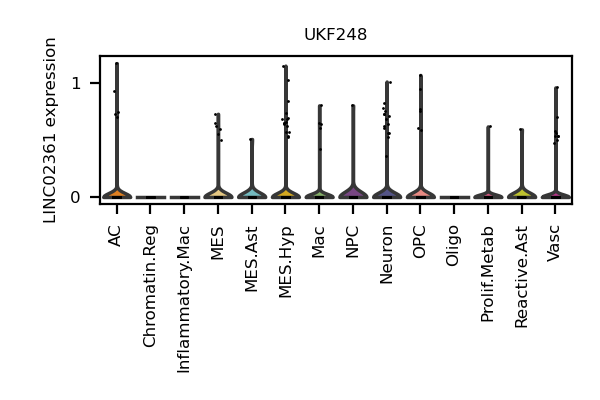 UKF248
LINC02361 expression
1
0
AC
Chromatin.Reg
Inflammatory.Mac
MES
MES.Ast
MES.Hyp
Mac
NPC
Neuron
OPC
Oligo
Prolif.Metab
Reactive.Ast
Vasc